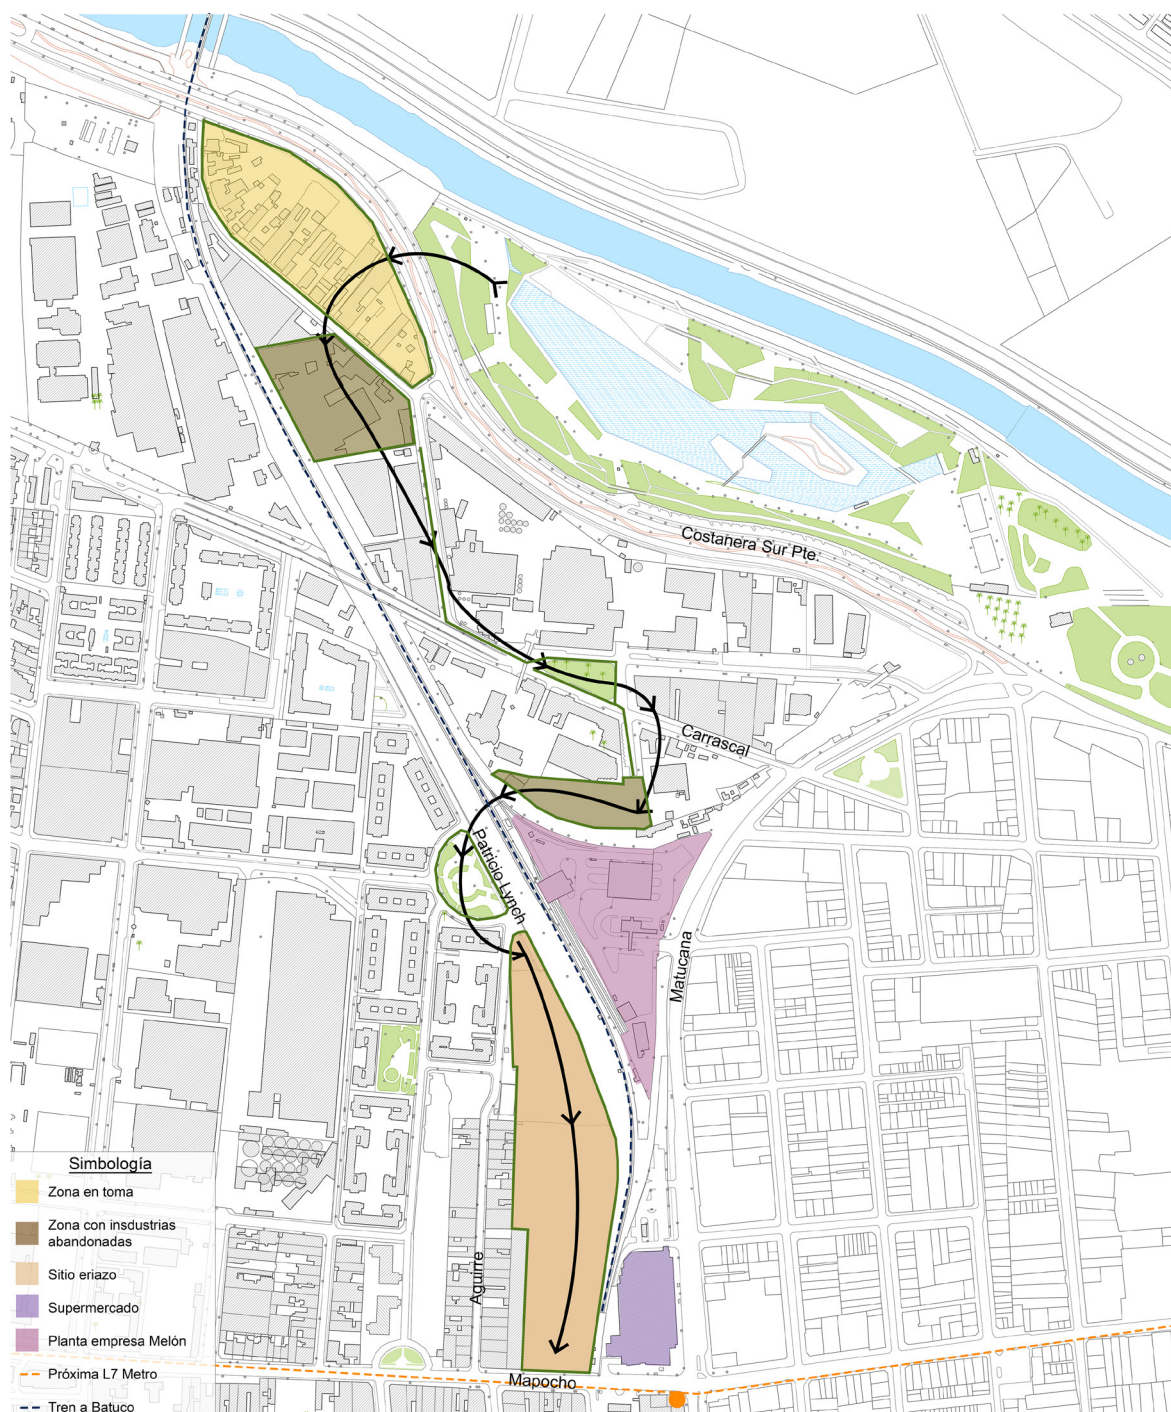 Costanera Sur Pte.
Carrascal
Patricio Lynch
Matucana
Aguirre
Mapocho
Simbología
Zona en toma
Zona con insdustrias
abandonadas
Sitio eriazo
Supermercado
Planta empresa Melón
Próxima L7 Metro
Tren a Batuco